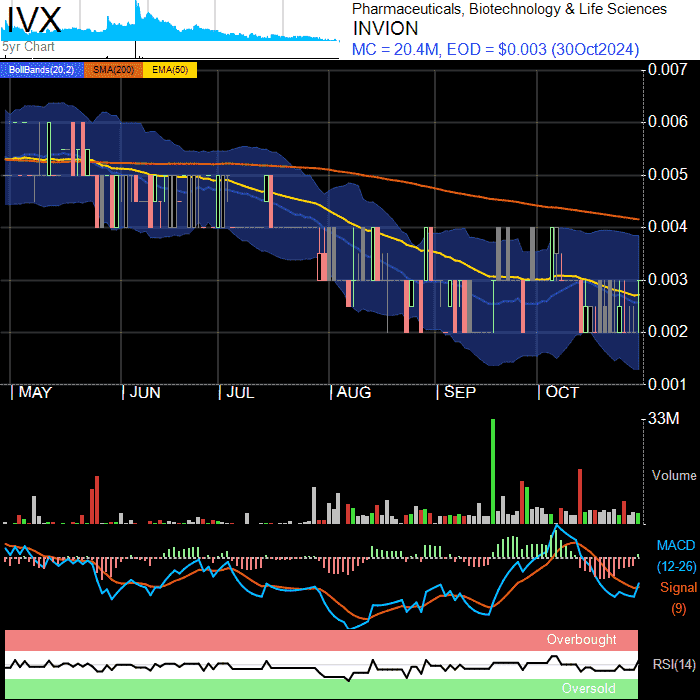 IVX
5yr Chart
Pharmaceuticals, Biotechnology & Life Sciences
INVION
MC = 20.4M, EOD = $0.003 (30Oct2024)
BollBands(20,2) SMA(200) EMA(50)
0.007
0.006
0.005
0.004
0.003
0.002
0.001
MAY JUN JUL AUG SEP OCT
33M
Volume
MACD
(12-26)
Signal
(9)
Overbought
RSI(14)
Oversold